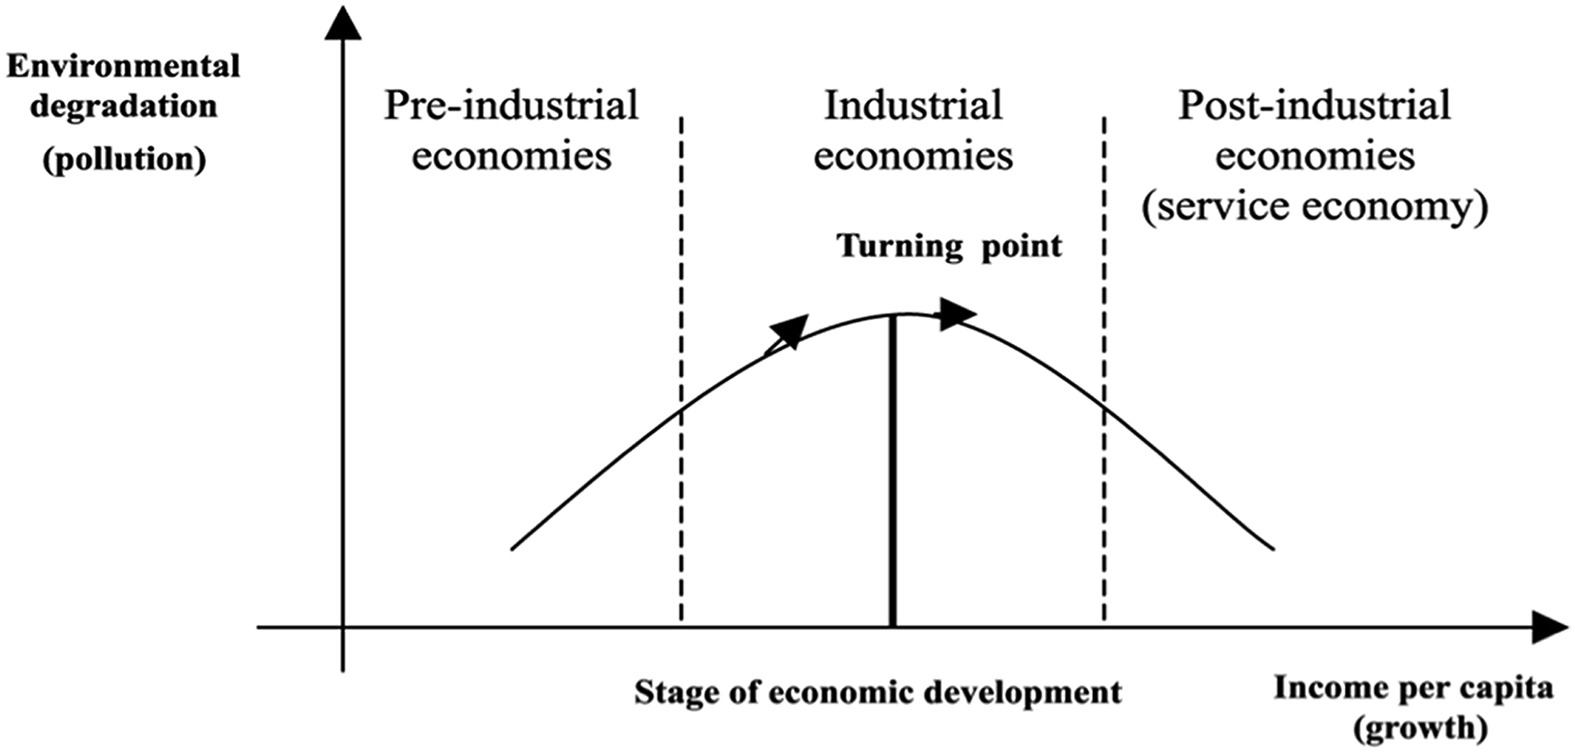 Environmental
degradation
(pollution)
Pre-industrial
economies
Industrial
economies
Post-industrial
economies
(service economy)
Turning point
Stage of economic development
Income per capita
(growth)